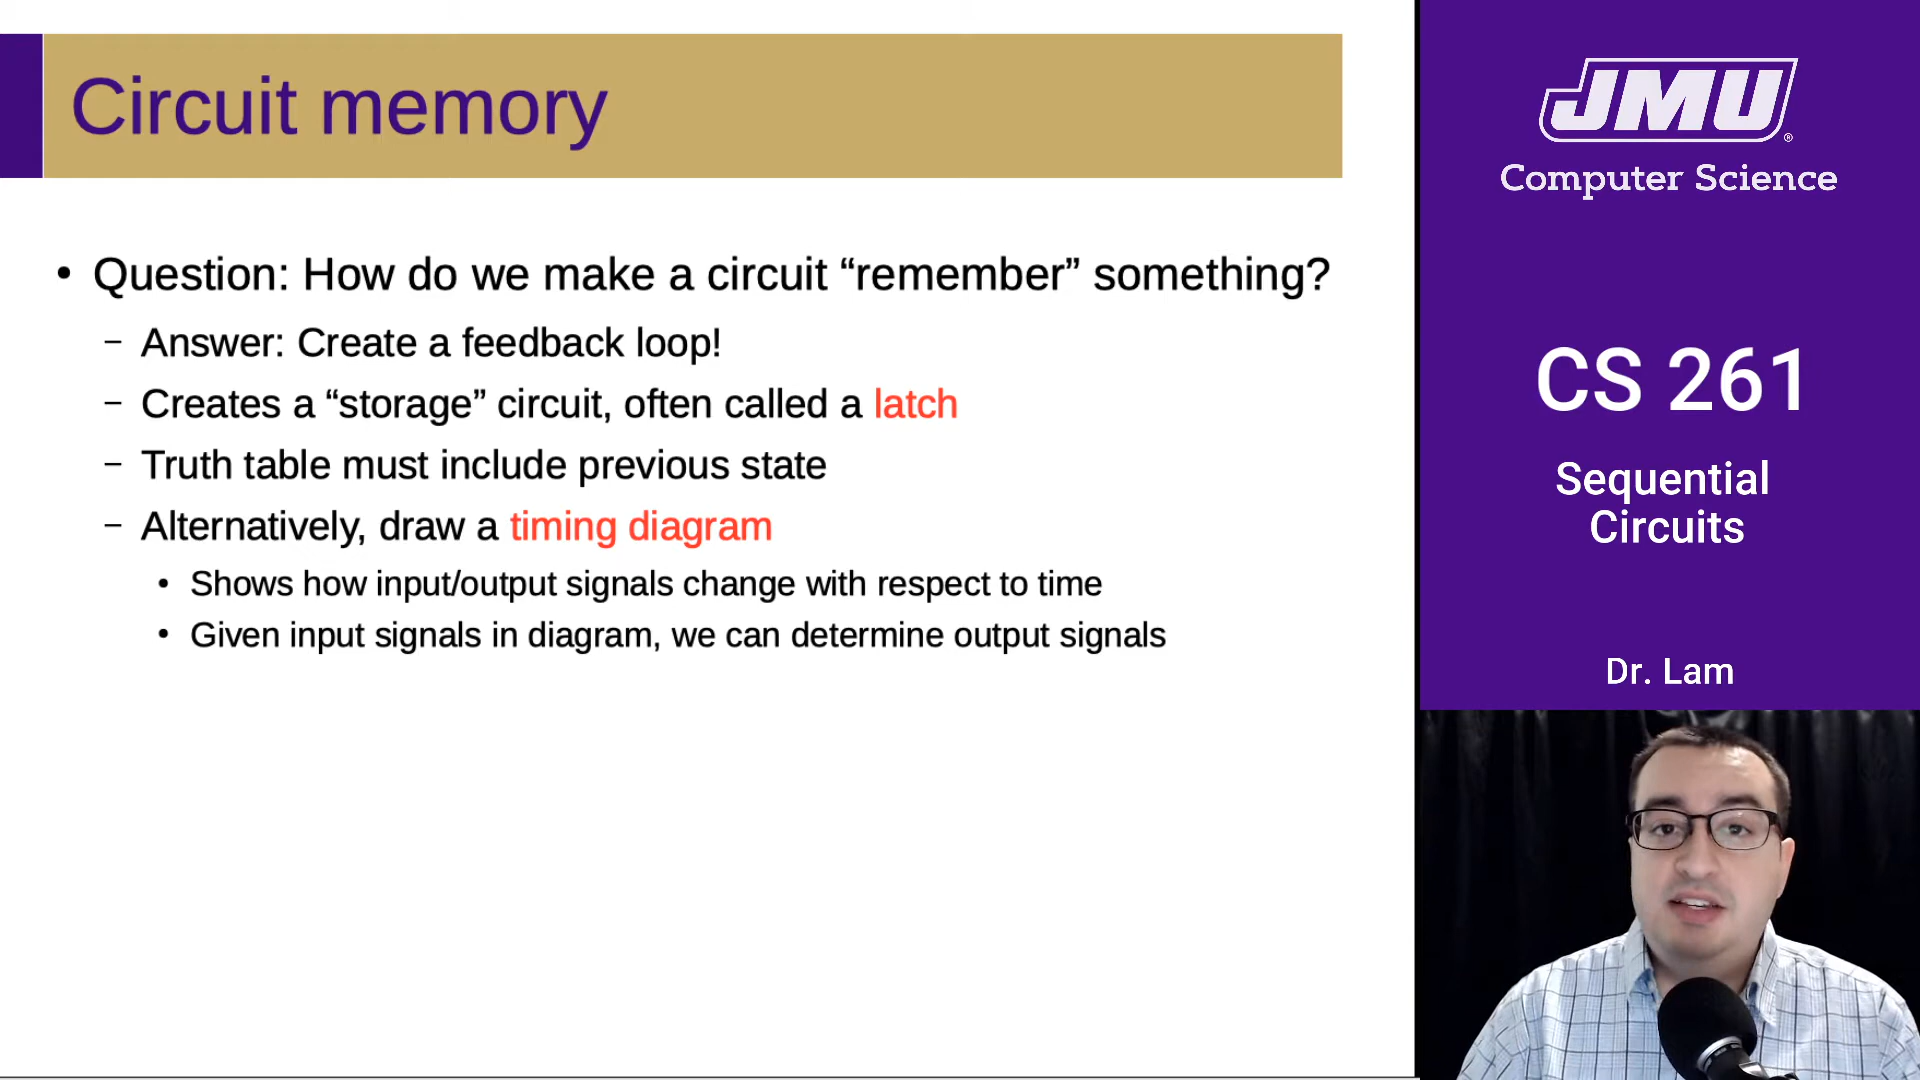 Circuit memory
• Question: How do we make a circuit “remember” something?
– Answer: Create a feedback loop!
– Creates a “storage” circuit, often called a latch
– Truth table must include previous state
– Alternatively, draw a timing diagram
• Shows how input/output signals change with respect to time
• Given input signals in diagram, we can determine output signals
JMU®
Computer Science
CS 261
Sequential
Circuits
Dr. Lam